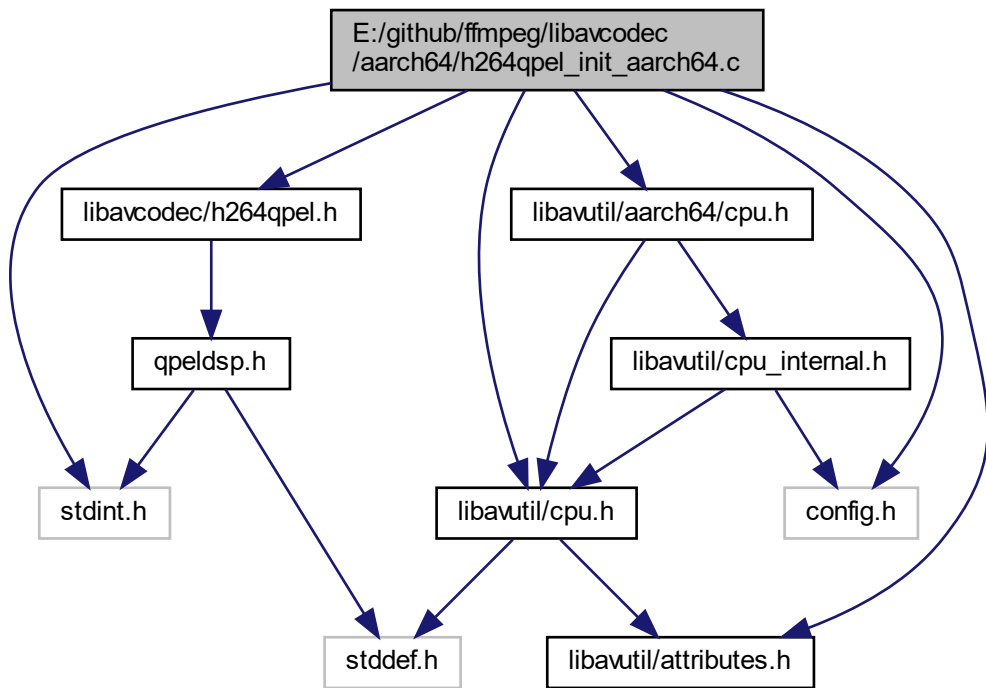 E:/github/ffmpeg/libavcodec
/aarch64/h264qpel_init_aarch64.c
libavcodec/h264qpel.h
libavutil/aarch64/cpu.h
qpeldsp.h
libavutil/cpu_internal.h
stdint.h
libavutil/cpu.h
config.h
stddef.h
libavutil/attributes.h